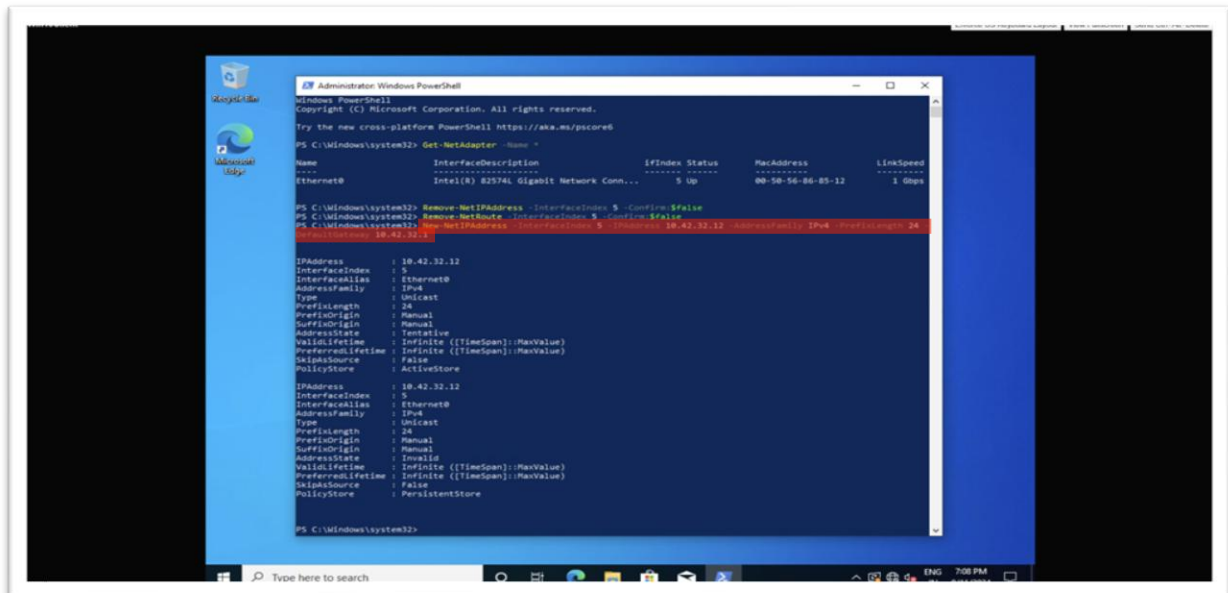 Recycle Bin
Microsoft
Edge
Administrator: Windows PowerShell
Windows PowerShell
Copyright (C) Microsoft Corporation. All rights reserved.
Try the new cross-platform PowerShell https://aka.ms/pscore6
PS C:\Windows\system32> Get-NetAdapter -Name *
Name InterfaceDescription ifIndex Status MacAddress LinkSpeed
---- -------------------- ------- ------ ---------- ---------
Ethernet0 Intel(R) 82574L Gigabit Network Conn... 5 Up 00-50-56-86-85-12 1 Gbps
PS C:\Windows\system32> Remove-NetIPAddress -InterfaceIndex 5 -Confirm:$false
PS C:\Windows\system32> Remove-NetRoute -InterfaceIndex 5 -Confirm:$false
PS C:\Windows\system32> New-NetIPAddress -InterfaceIndex 5 -IPAddress 10.42.32.12 -AddressFamily IPv4 -PrefixLength 24
DefaultGateway 10.42.32.1
IPAddress : 10.42.32.12
InterfaceIndex : 5
InterfaceAlias : Ethernet0
AddressFamily : IPv4
Type : Unicast
PrefixLength : 24
PrefixOrigin : Manual
SuffixOrigin : Manual
AddressState : Tentative
ValidLifetime : Infinite ([TimeSpan]::MaxValue)
PreferredLifetime : Infinite ([TimeSpan]::MaxValue)
SkipAsSource : False
PolicyStore : ActiveStore
IPAddress : 10.42.32.12
InterfaceIndex : 5
InterfaceAlias : Ethernet0
AddressFamily : IPv4
Type : Unicast
PrefixLength : 24
PrefixOrigin : Manual
SuffixOrigin : Manual
AddressState : Invalid
ValidLifetime : Infinite ([TimeSpan]::MaxValue)
PreferredLifetime : Infinite ([TimeSpan]::MaxValue)
SkipAsSource : False
PolicyStore : PersistentStore
PS C:\Windows\system32>
Type here to search
ENG 7:08 PM